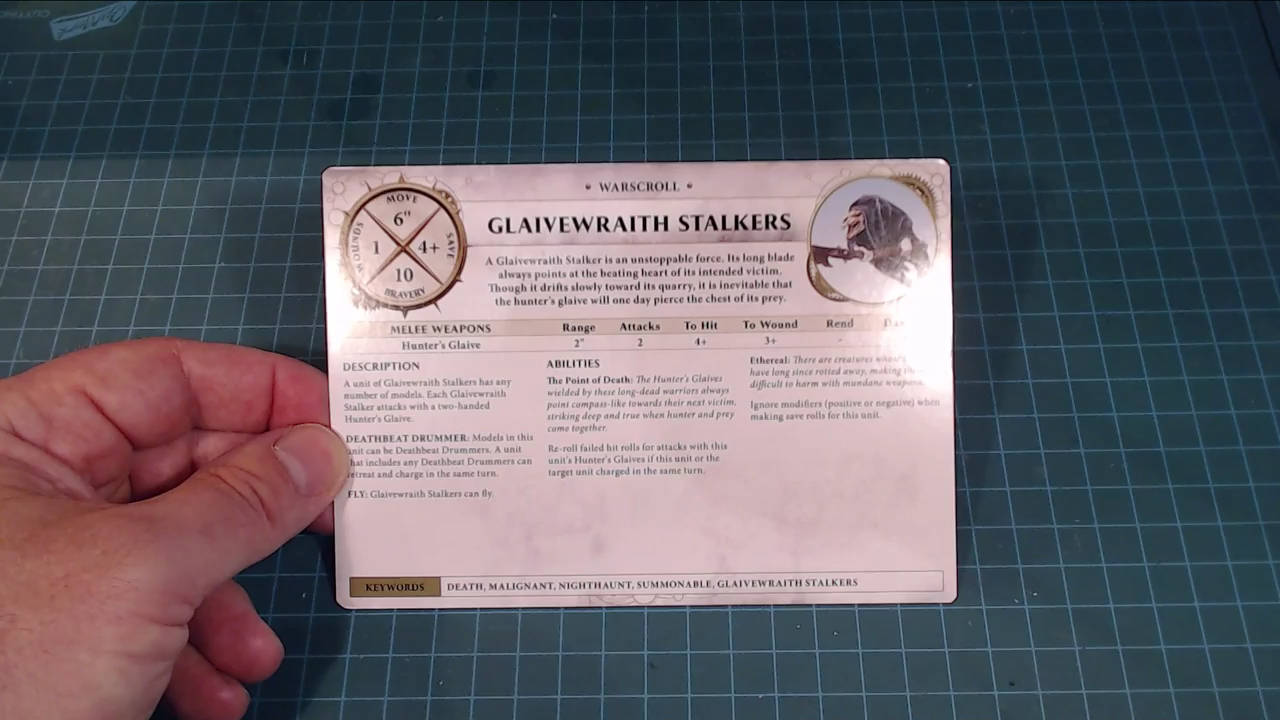 WARSCROLL
GLAIVEWRAITH STALKERS
MOVE
6"
WOUNDS
1
4+
SAVE
10
BRAVERY
A Glaivewraith Stalker is an unstoppable force. Its long blade
always points at the beating heart of its intended victim.
Though it drifts slowly toward its quarry, it is inevitable that
the hunter's glaive will one day pierce the chest of its prey.
MELEE WEAPONS Range Attacks To Hit To Wound Rend
Hunter's Glaive 2" 2 4+ 3+ -
DESCRIPTION
A unit of Glaivewraith Stalkers has any
number of models. Each Glaivewraith
Stalker attacks with a two-handed
Hunter's Glaive.
DEATHBEAT DRUMMER: Models in this
unit can be Deathbeat Drummers. A unit
that includes any Deathbeat Drummers can
retreat and charge in the same turn.
FLY: Glaivewraith Stalkers can fly.
ABILITIES
The Point of Death: The Hunter's Glaives
wielded by these long-dead warriors always
point compass-like towards their next victim,
striking deep and true when hunter and prey
come together.
Re-roll failed hit rolls for attacks with this
unit's Hunter's Glaives if this unit or the
target unit charged in the same turn.
Ethereal: There are creatures whose
have long since rotted away, making
difficult to harm with mundane weapons.
Ignore modifiers (positive or negative) when
making save rolls for this unit.
KEYWORDS DEATH, MALIGNANT, NIGHTHAUNT, SUMMONABLE, GLAIVEWRAITH STALKERS